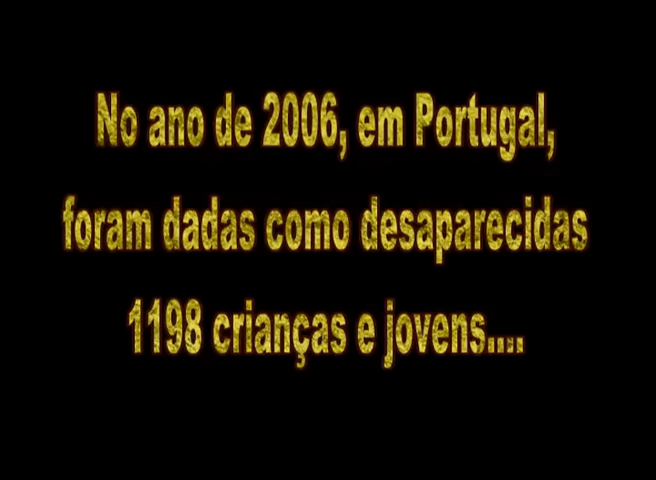 No ano de 2006, em Portugal,
foram dadas como desaparecidas
1198 crianças e jovens....